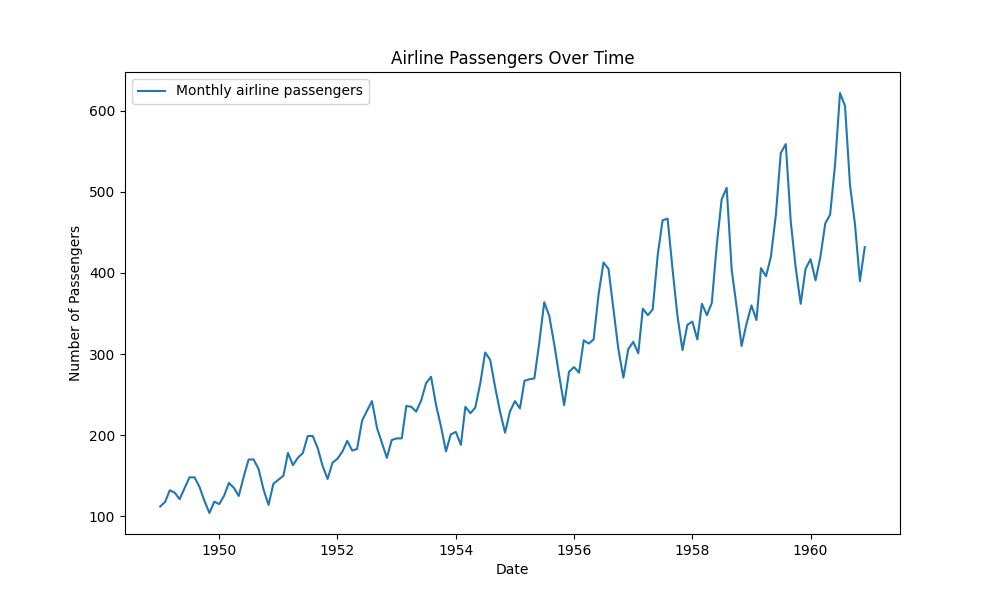 Airline Passengers Over Time
Monthly airline passengers
600
500
400
300
200
100
Number of Passengers
1950 1952 1954 1956 1958 1960
Date